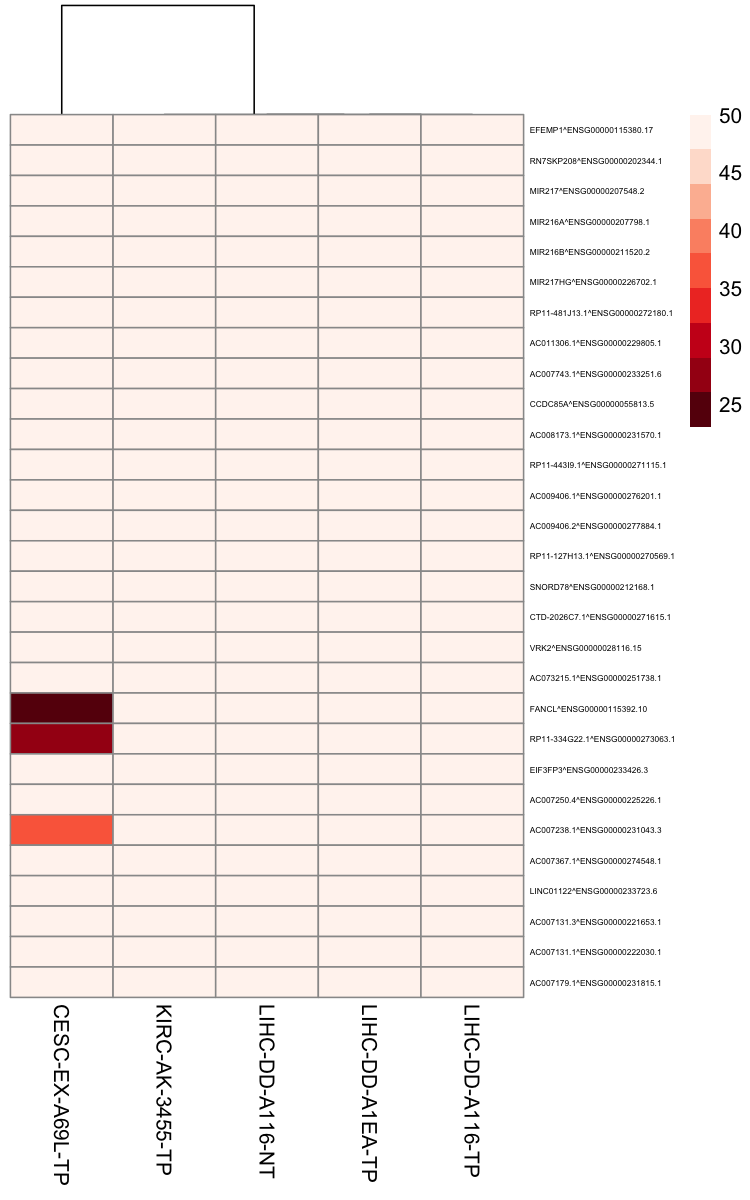 50
45
40
35
30
25
EFEMP1^ENSG00000115380.17
RN7SKP208^ENSG00000202344.1
MIR217^ENSG00000207548.2
MIR216A^ENSG00000207798.1
MIR216B^ENSG00000211520.2
MIR217HG^ENSG00000226702.1
RP11-481J13.1^ENSG00000272180.1
AC011306.1^ENSG00000229805.1
AC007743.1^ENSG00000233251.6
CCDC85A^ENSG00000055813.5
AC008173.1^ENSG00000231570.1
RP11-443I9.1^ENSG00000271115.1
AC009406.1^ENSG00000276201.1
AC009406.2^ENSG00000277884.1
RP11-127H13.1^ENSG00000270569.1
SNORD78^ENSG00000212168.1
CTD-2026C7.1^ENSG00000271615.1
VRK2^ENSG00000028116.15
AC073215.1^ENSG00000251738.1
FANCL^ENSG00000115392.10
RP11-334G22.1^ENSG00000273063.1
EIF3FP3^ENSG00000233426.3
AC007250.4^ENSG00000225226.1
AC007238.1^ENSG00000231043.3
AC007367.1^ENSG00000274548.1
LINC01122^ENSG00000233723.6
AC007131.3^ENSG00000221653.1
AC007131.1^ENSG00000222030.1
AC007179.1^ENSG00000231815.1
CESC-EX-A69L-TP
KIRC-AK-3455-TP
LIHC-DD-A116-NT
LIHC-DD-A1EA-TP
LIHC-DD-A116-TP